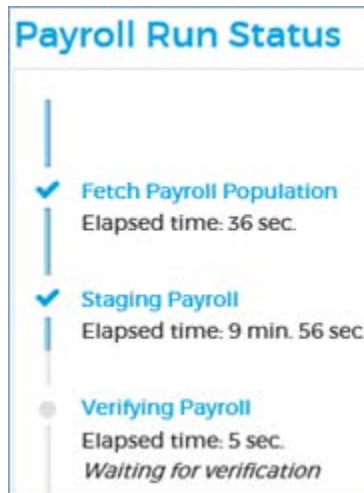 Payroll Run Status
Fetch Payroll Population
Elapsed time: 36 sec.
Staging Payroll
Elapsed time: 9 min. 56 sec
Verifying Payroll
Elapsed time: 5 sec.
Waiting for verification